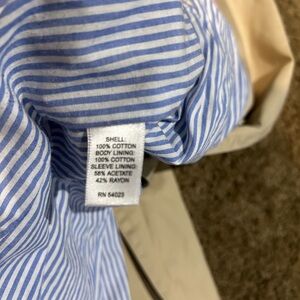 SHELL:
100% COTTON
BODY LINING:
100% COTTON
SLEEVE LINING:
58% ACETATE
42% RAYON
RN 54023